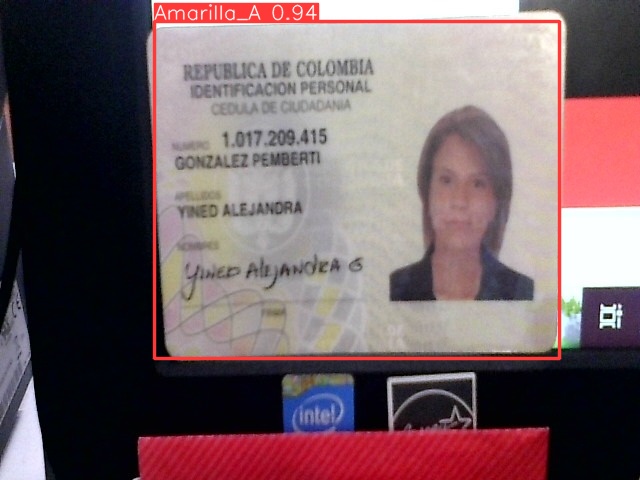 Amarilla_A 0.94
REPUBLICA DE COLOMBIA
IDENTIFICACION PERSONAL
CEDULA DE CIUDADANIA
NUMERO 1.017.209.415
GONZALEZ PEMBERTI
APELLIDOS
YINED ALEJANDRA
NOMBRES
YINED AlEjANDRA G
FIRMA
intel